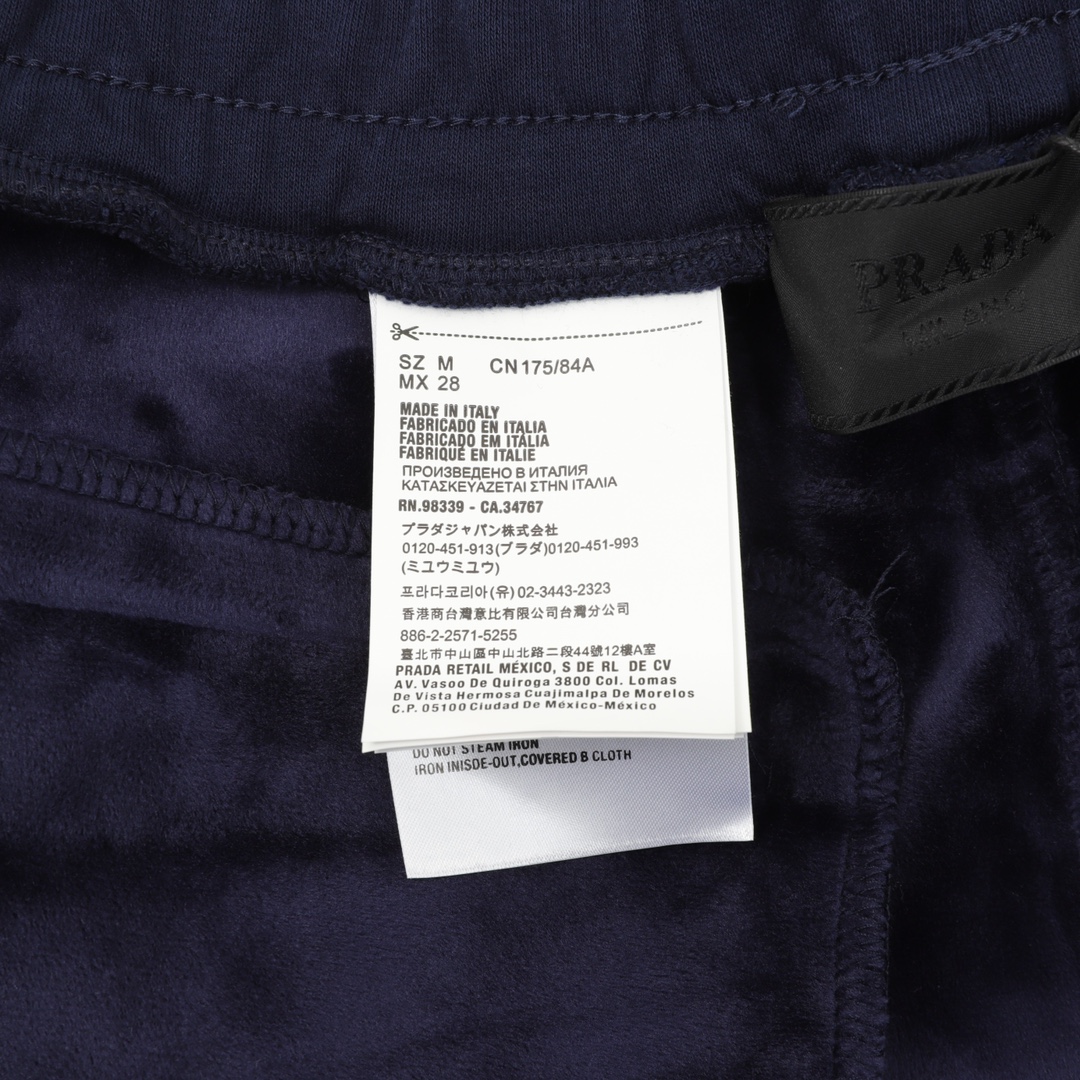 PRADA
MILANO
SZ M CN 175/84A
MX 28
MADE IN ITALY
FABRICADO EN ITALIA
FABRICADO EM ITÁLIA
FABRIQUÉ EN ITALIE
ПРОИЗВЕДЕНО В ИТАЛИЯ
ΚΑΤΑΣΚΕΥΑΖΕΤΑΙ ΣΤΗΝ ΙΤΑΛΙΑ
RN.98339 - CA.34767
プラダジャパン株式会社
0120-451-913(プラダ)0120-451-993
(ミユウミユウ)
프라다코리아(유) 02-3443-2323
香港商台灣意比有限公司台灣分公司
886-2-2571-5255
臺北市中山區中山北路二段44號12樓A室
PRADA RETAIL MÉXICO, S DE RL DE CV
AV. Vasoo De Quiroga 3800 Col. Lomas
De Vista Hermosa Cuajimalpa De Morelos
C.P. 05100 Ciudad De México-México
DO NOT STEAM IRON
IRON INISDE-OUT,COVERED B CLOTH